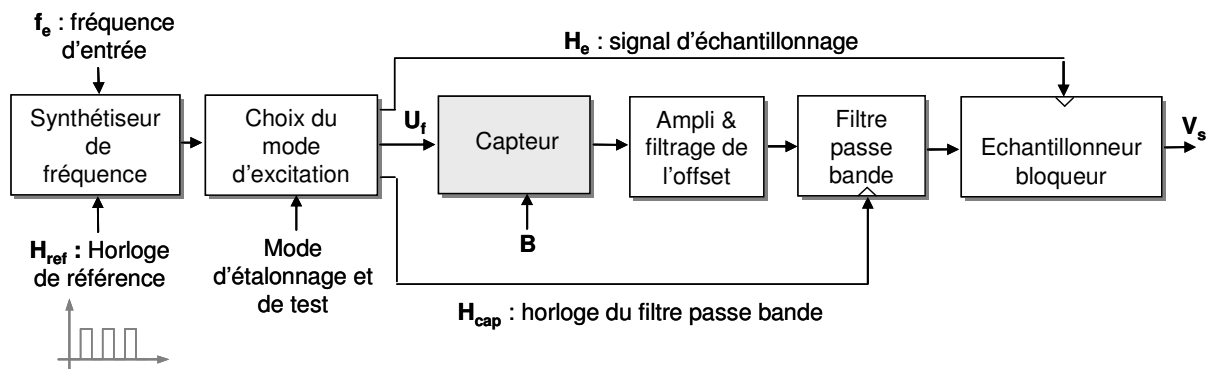 f_e : fréquence
d'entrée
H_e : signal d'échantillonnage
Synthétiseur
de
fréquence
Choix du
mode
d'excitation
U_f
Capteur
Ampli &
filtrage de
l'offset
Filtre
passe
bande
Echantillonneur
bloqueur
V_s
H_ref : Horloge
de référence
Mode
d'étalonnage et
de test
B
H_cap : horloge du filtre passe bande